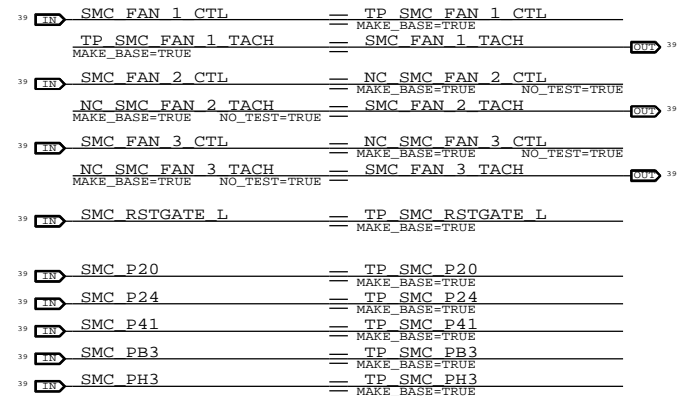 39 IN SMC_FAN_1_CTL = TP_SMC_FAN_1_CTL
MAKE_BASE=TRUE
TP_SMC_FAN_1_TACH = SMC_FAN_1_TACH OUT 39
MAKE_BASE=TRUE
39 IN SMC_FAN_2_CTL = NC_SMC_FAN_2_CTL
MAKE_BASE=TRUE NO_TEST=TRUE
NC_SMC_FAN_2_TACH = SMC_FAN_2_TACH OUT 39
MAKE_BASE=TRUE NO_TEST=TRUE
39 IN SMC_FAN_3_CTL = NC_SMC_FAN_3_CTL
MAKE_BASE=TRUE NO_TEST=TRUE
NC_SMC_FAN_3_TACH = SMC_FAN_3_TACH OUT 39
MAKE_BASE=TRUE NO_TEST=TRUE
39 IN SMC_RSTGATE_L = TP_SMC_RSTGATE_L
MAKE_BASE=TRUE
39 IN SMC_P20 = TP_SMC_P20
MAKE_BASE=TRUE
39 IN SMC_P24 = TP_SMC_P24
MAKE_BASE=TRUE
39 IN SMC_P41 = TP_SMC_P41
MAKE_BASE=TRUE
39 IN SMC_PB3 = TP_SMC_PB3
MAKE_BASE=TRUE
39 IN SMC_PH3 = TP_SMC_PH3
MAKE_BASE=TRUE